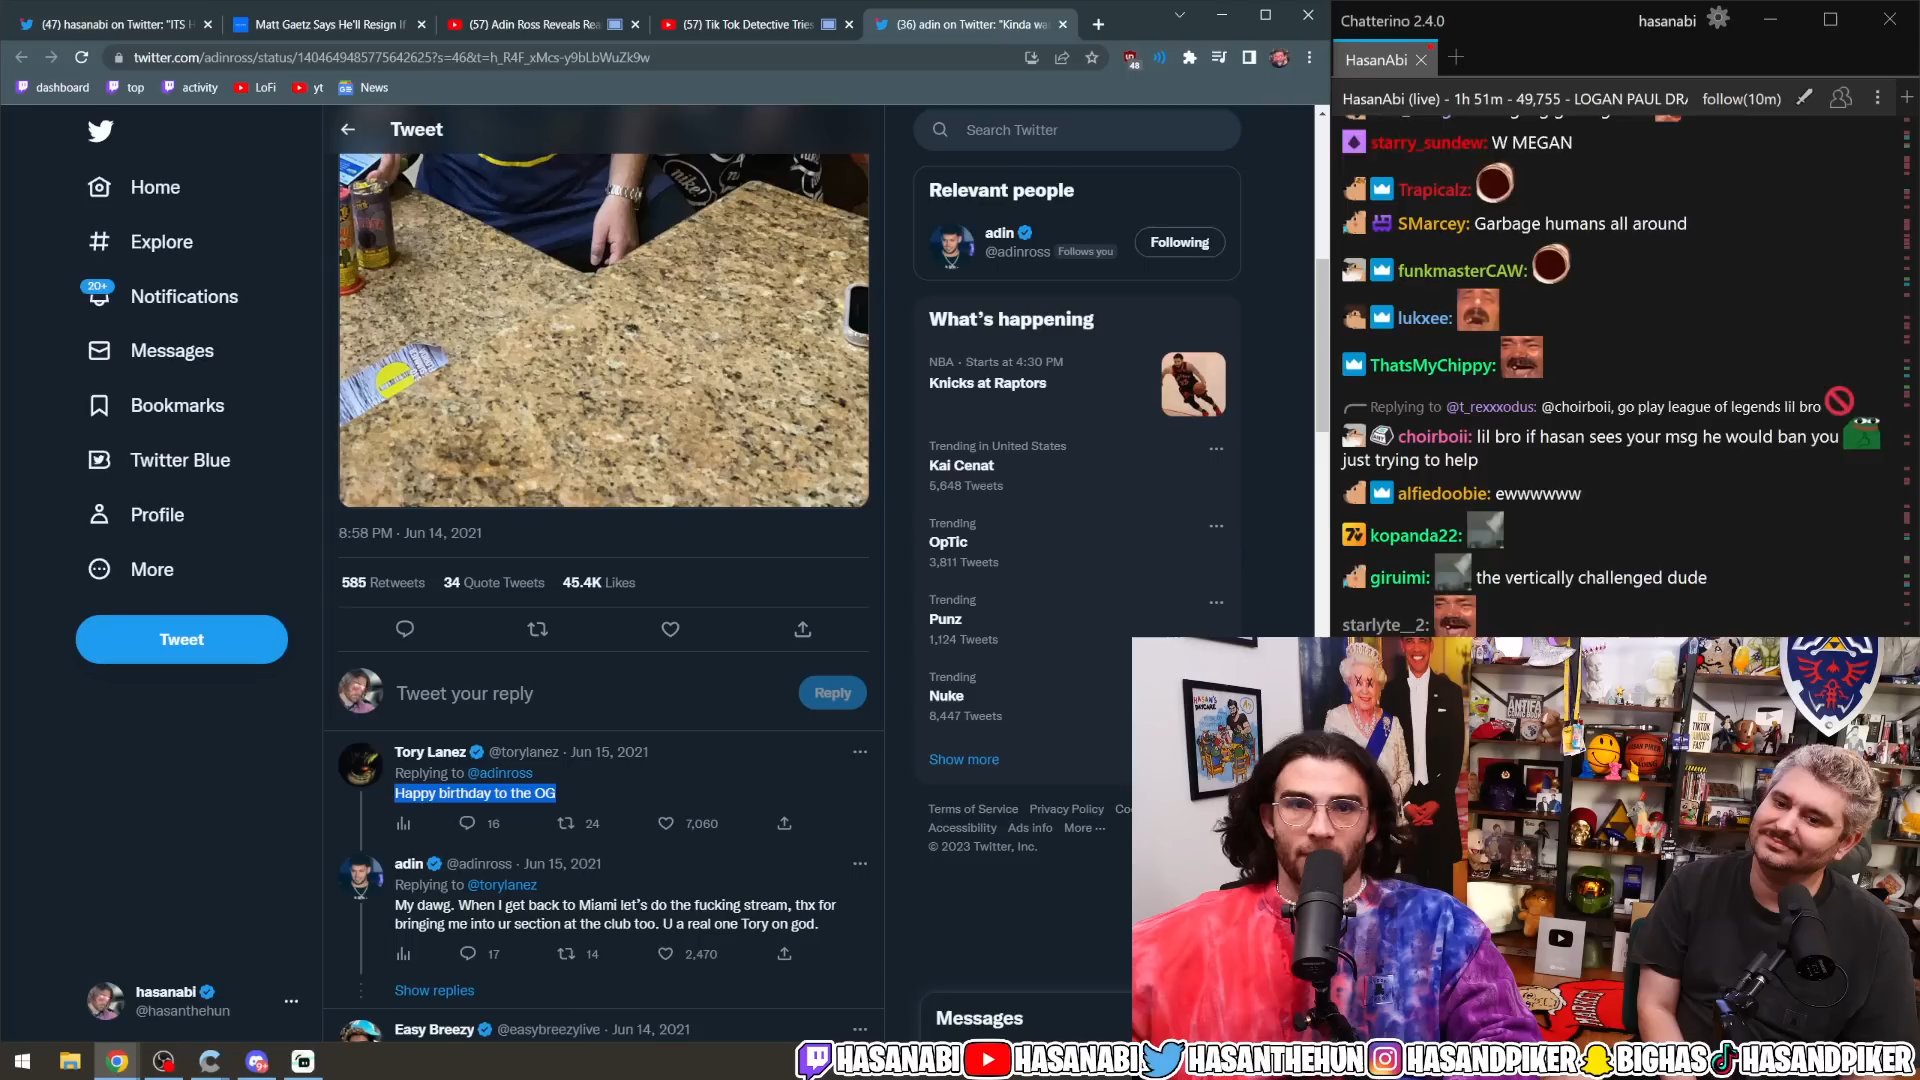 (47) hasanabi on Twitter: "ITS H
Matt Gaetz Says He'll Resign If
(57) Adin Ross Reveals Rea
(57) Tik Tok Detective Tries
(36) adin on Twitter: "Kinda wa
twitter.com/adinross/status/1404649485775642625?s=46&t=h_R4F_xMcs-y9bLbWuZk9w
48
dashboard
top
activity
LoFi
yt
News
Home
Explore
20+
Notifications
Messages
Bookmarks
Twitter Blue
Profile
More
Tweet
hasanabi
@hasanthehun
Tweet
8:58 PM · Jun 14, 2021
585 Retweets 34 Quote Tweets 45.4K Likes
Tweet your reply
Reply
Tory Lanez @torylanez · Jun 15, 2021
Replying to @adinross
Happy birthday to the OG
16 24 7,060
adin @adinross · Jun 15, 2021
Replying to @torylanez
My dawg. When I get back to Miami let's do the fucking stream, thx for
bringing me into ur section at the club too. U a real one Tory on god.
17 14 2,470
Show replies
Easy Breezy @easybreezylive · Jun 14, 2021
Search Twitter
Relevant people
adin
@adinross Follows you
Following
What's happening
NBA · Starts at 4:30 PM
Knicks at Raptors
Trending in United States
Kai Cenat
5,648 Tweets
Trending
OpTic
3,811 Tweets
Trending
Punz
1,124 Tweets
Trending
Nuke
8,447 Tweets
Show more
Terms of Service Privacy Policy Coo
Accessibility Ads info More ···
© 2023 Twitter, Inc.
Messages
Chatterino 2.4.0
hasanabi
HasanAbi
HasanAbi (live) - 1h 51m - 49,755 - LOGAN PAUL DRA follow(10m)
starry_sundew: W MEGAN
Trapicalz:
SMarcey: Garbage humans all around
funkmasterCAW:
lukxee:
ThatsMyChippy:
Replying to @t_rexxxodus: @choirboii, go play league of legends lil bro
choirboii: lil bro if hasan sees your msg he would ban you
just trying to help
alfiedoobie: ewwwwww
kopanda22:
giruimi: the vertically challenged dude
starlyte__2:
ANTIFA
HASANABI HASANABI HASANTHEHUN HASANDPIKER BIGHAS HASANDPIKER